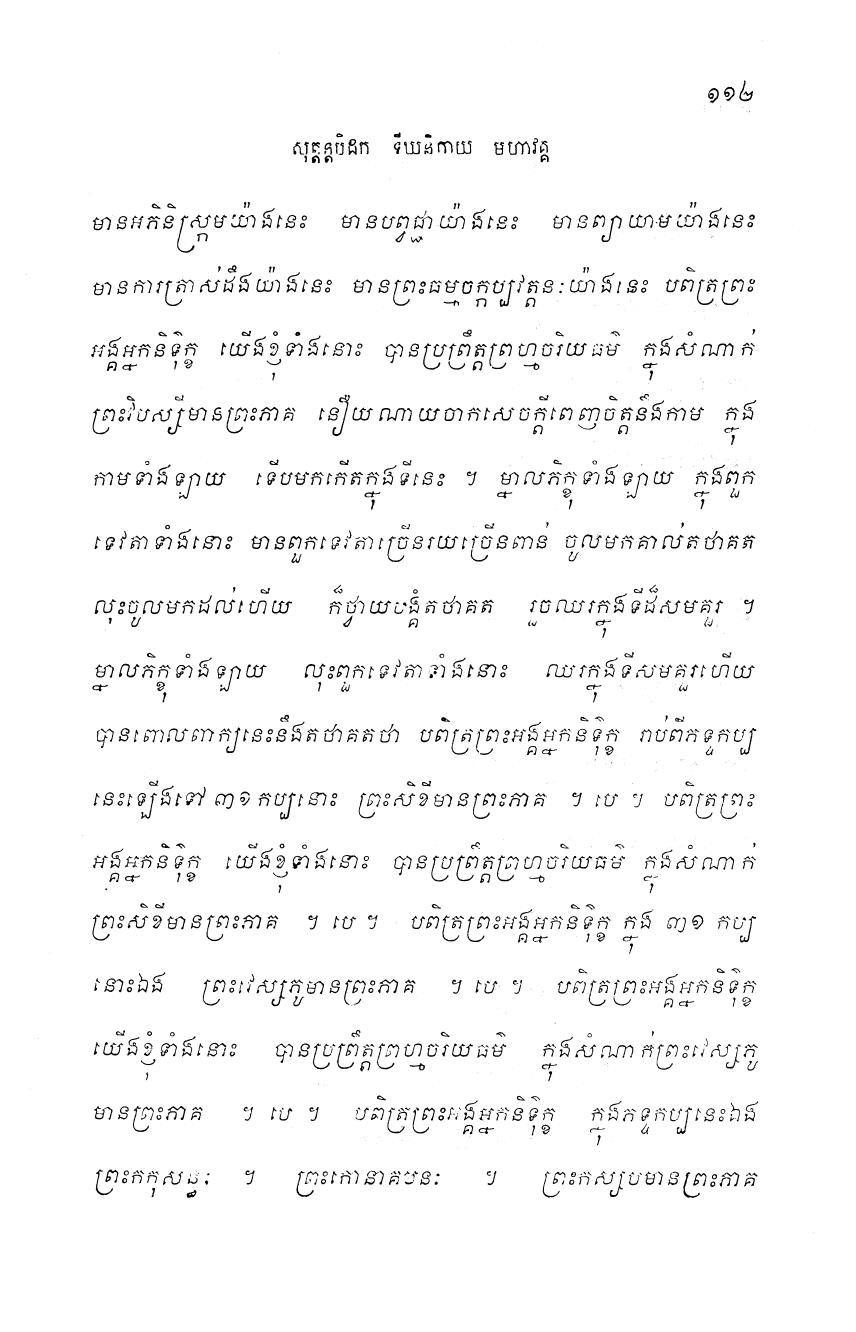 ១១២
សុត្តន្តបិដក ទីឃនិកាយ មហាវគ្គ
មានអភិនិស្ក្រមយ៉ាងនេះ មានបព្វជ្ជាយ៉ាងនេះ មានព្យាយាមយ៉ាងនេះ
មានការត្រាស់ដឹងយ៉ាងនេះ មានព្រះធម្មចក្កប្បវត្តនៈយ៉ាងនេះ បពិត្រព្រះ
អង្គអ្នកនិទ៌ុក្ខ យើងខ្ញុំទាំងនោះ បានប្រព្រឹត្តព្រហ្មចរិយធម៌ ក្នុងសំណាក់
ព្រះវិបស្សីមានព្រះភាគ នឿយណាយចាកសេចក្តីពេញចិត្តនឹងកាម ក្នុង
កាមទាំងឡាយ ទើបមកកើតក្នុងទីនេះ ។ ម្នាលភិក្ខុទាំងឡាយ ក្នុងពួក
ទេវតាទាំងនោះ មានពួកទេវតាច្រើនរយច្រើនពាន់ ចូលមកគាល់តថាគត
លុះចូលមកដល់ហើយ ក៏ថ្វាយបង្គំតថាគត រួចឈរក្នុងទីដ៏សមគួរ ។
ម្នាលភិក្ខុទាំងឡាយ លុះពួកទេវតាទាំងនោះ ឈរក្នុងទីសមគួរហើយ
បានពោលពាក្យនេះនឹងតថាគតថា បពិត្រព្រះអង្គអ្នកនិទ៌ុក្ខ រាប់ពីភទ្ទកប្ប
នេះឡើងទៅ ៣១ កប្បនោះ ព្រះសិខីមានព្រះភាគ ។ បេ ។ បពិត្រព្រះ
អង្គអ្នកនិទ៌ុក្ខ យើងខ្ញុំទាំងនោះ បានប្រព្រឹត្តព្រហ្មចរិយធម៌ ក្នុងសំណាក់
ព្រះសិខីមានព្រះភាគ ។ បេ ។ បពិត្រព្រះអង្គអ្នកនិទ៌ុក្ខ ក្នុង ៣១ កប្ប
នោះឯង ព្រះវេស្សភូមានព្រះភាគ ។ បេ ។ បពិត្រព្រះអង្គអ្នកនិទ៌ុក្ខ
យើងខ្ញុំទាំងនោះ បានប្រព្រឹត្តព្រហ្មចរិយធម៌ ក្នុងសំណាក់ព្រះវេស្សភូ
មានព្រះភាគ ។ បេ ។ បពិត្រព្រះអង្គអ្នកនិទ៌ុក្ខ ក្នុងភទ្ទកប្បនេះឯង
ព្រះកកុសន្ធៈ ។ ព្រះកោនាគមនៈ ។ ព្រះកស្សបមានព្រះភាគ